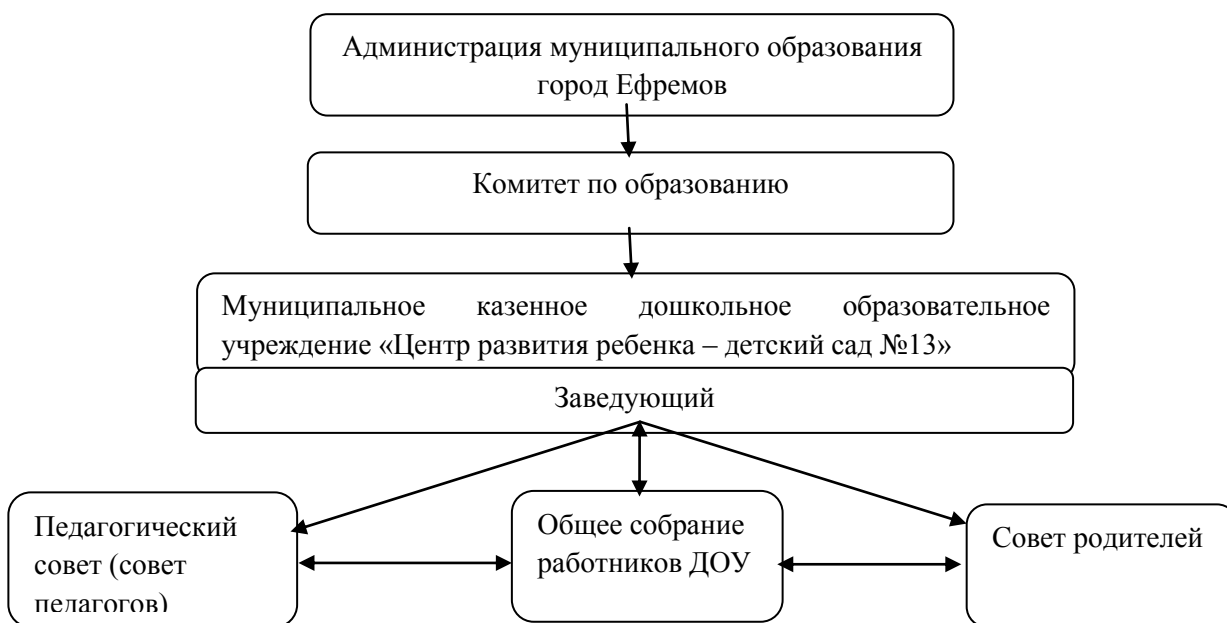 Администрация муниципального образования
город Ефремов
Комитет по образованию
Муниципальное казенное дошкольное образовательное
учреждение «Центр развития ребенка – детский сад №13»
Заведующий
Педагогический
совет (совет
педагогов)
Общее собрание
работников ДОУ
Совет родителей